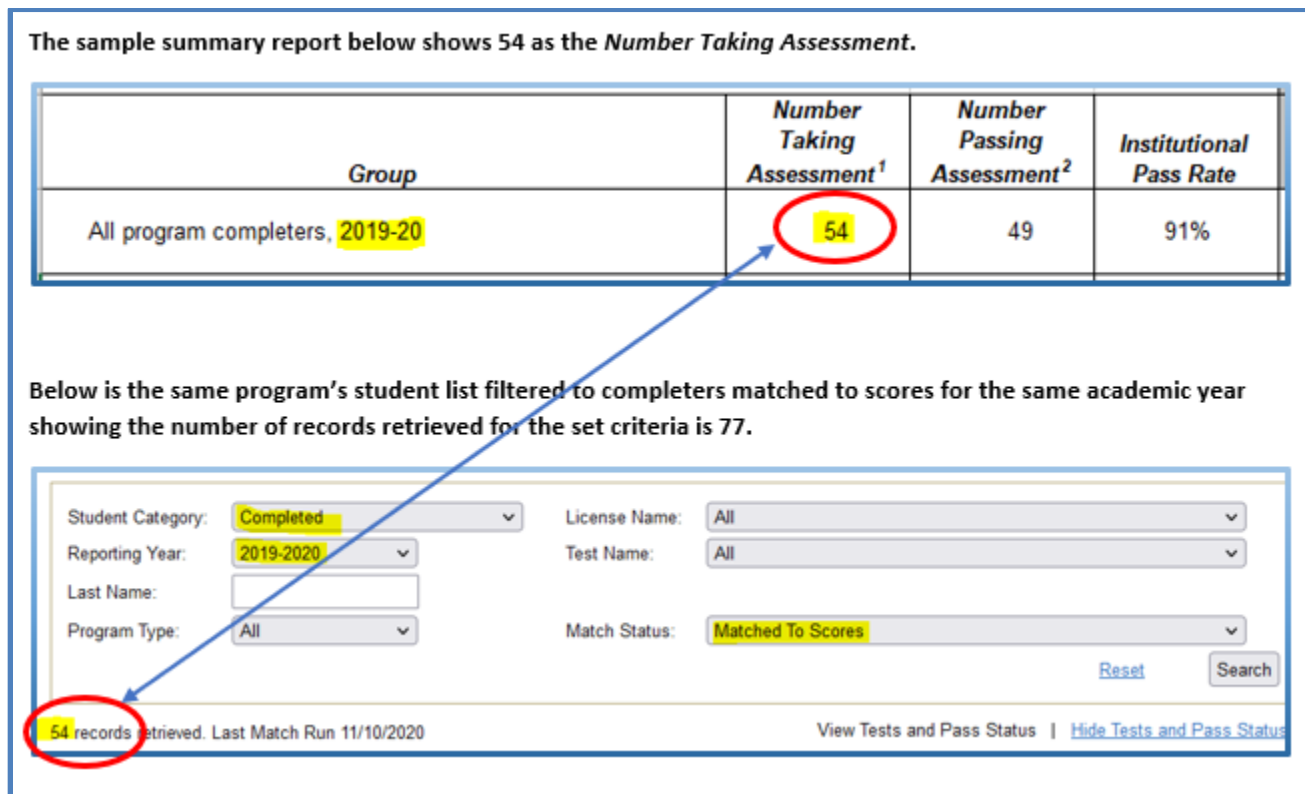 The sample summary report below shows 54 as the Number Taking Assessment.
Group
Number
Taking
Assessment¹
Number
Passing
Assessment²
Institutional
Pass Rate
All program completers, 2019-20
54
49
91%
Below is the same program's student list filtered to completers matched to scores for the same academic year
showing the number of records retrieved for the set criteria is 77.
Student Category: Completed License Name: All
Reporting Year: 2019-2020 Test Name: All
Last Name:
Program Type: All Match Status: Matched To Scores
Reset Search
54 records retrieved. Last Match Run 11/10/2020 View Tests and Pass Status | Hide Tests and Pass Status